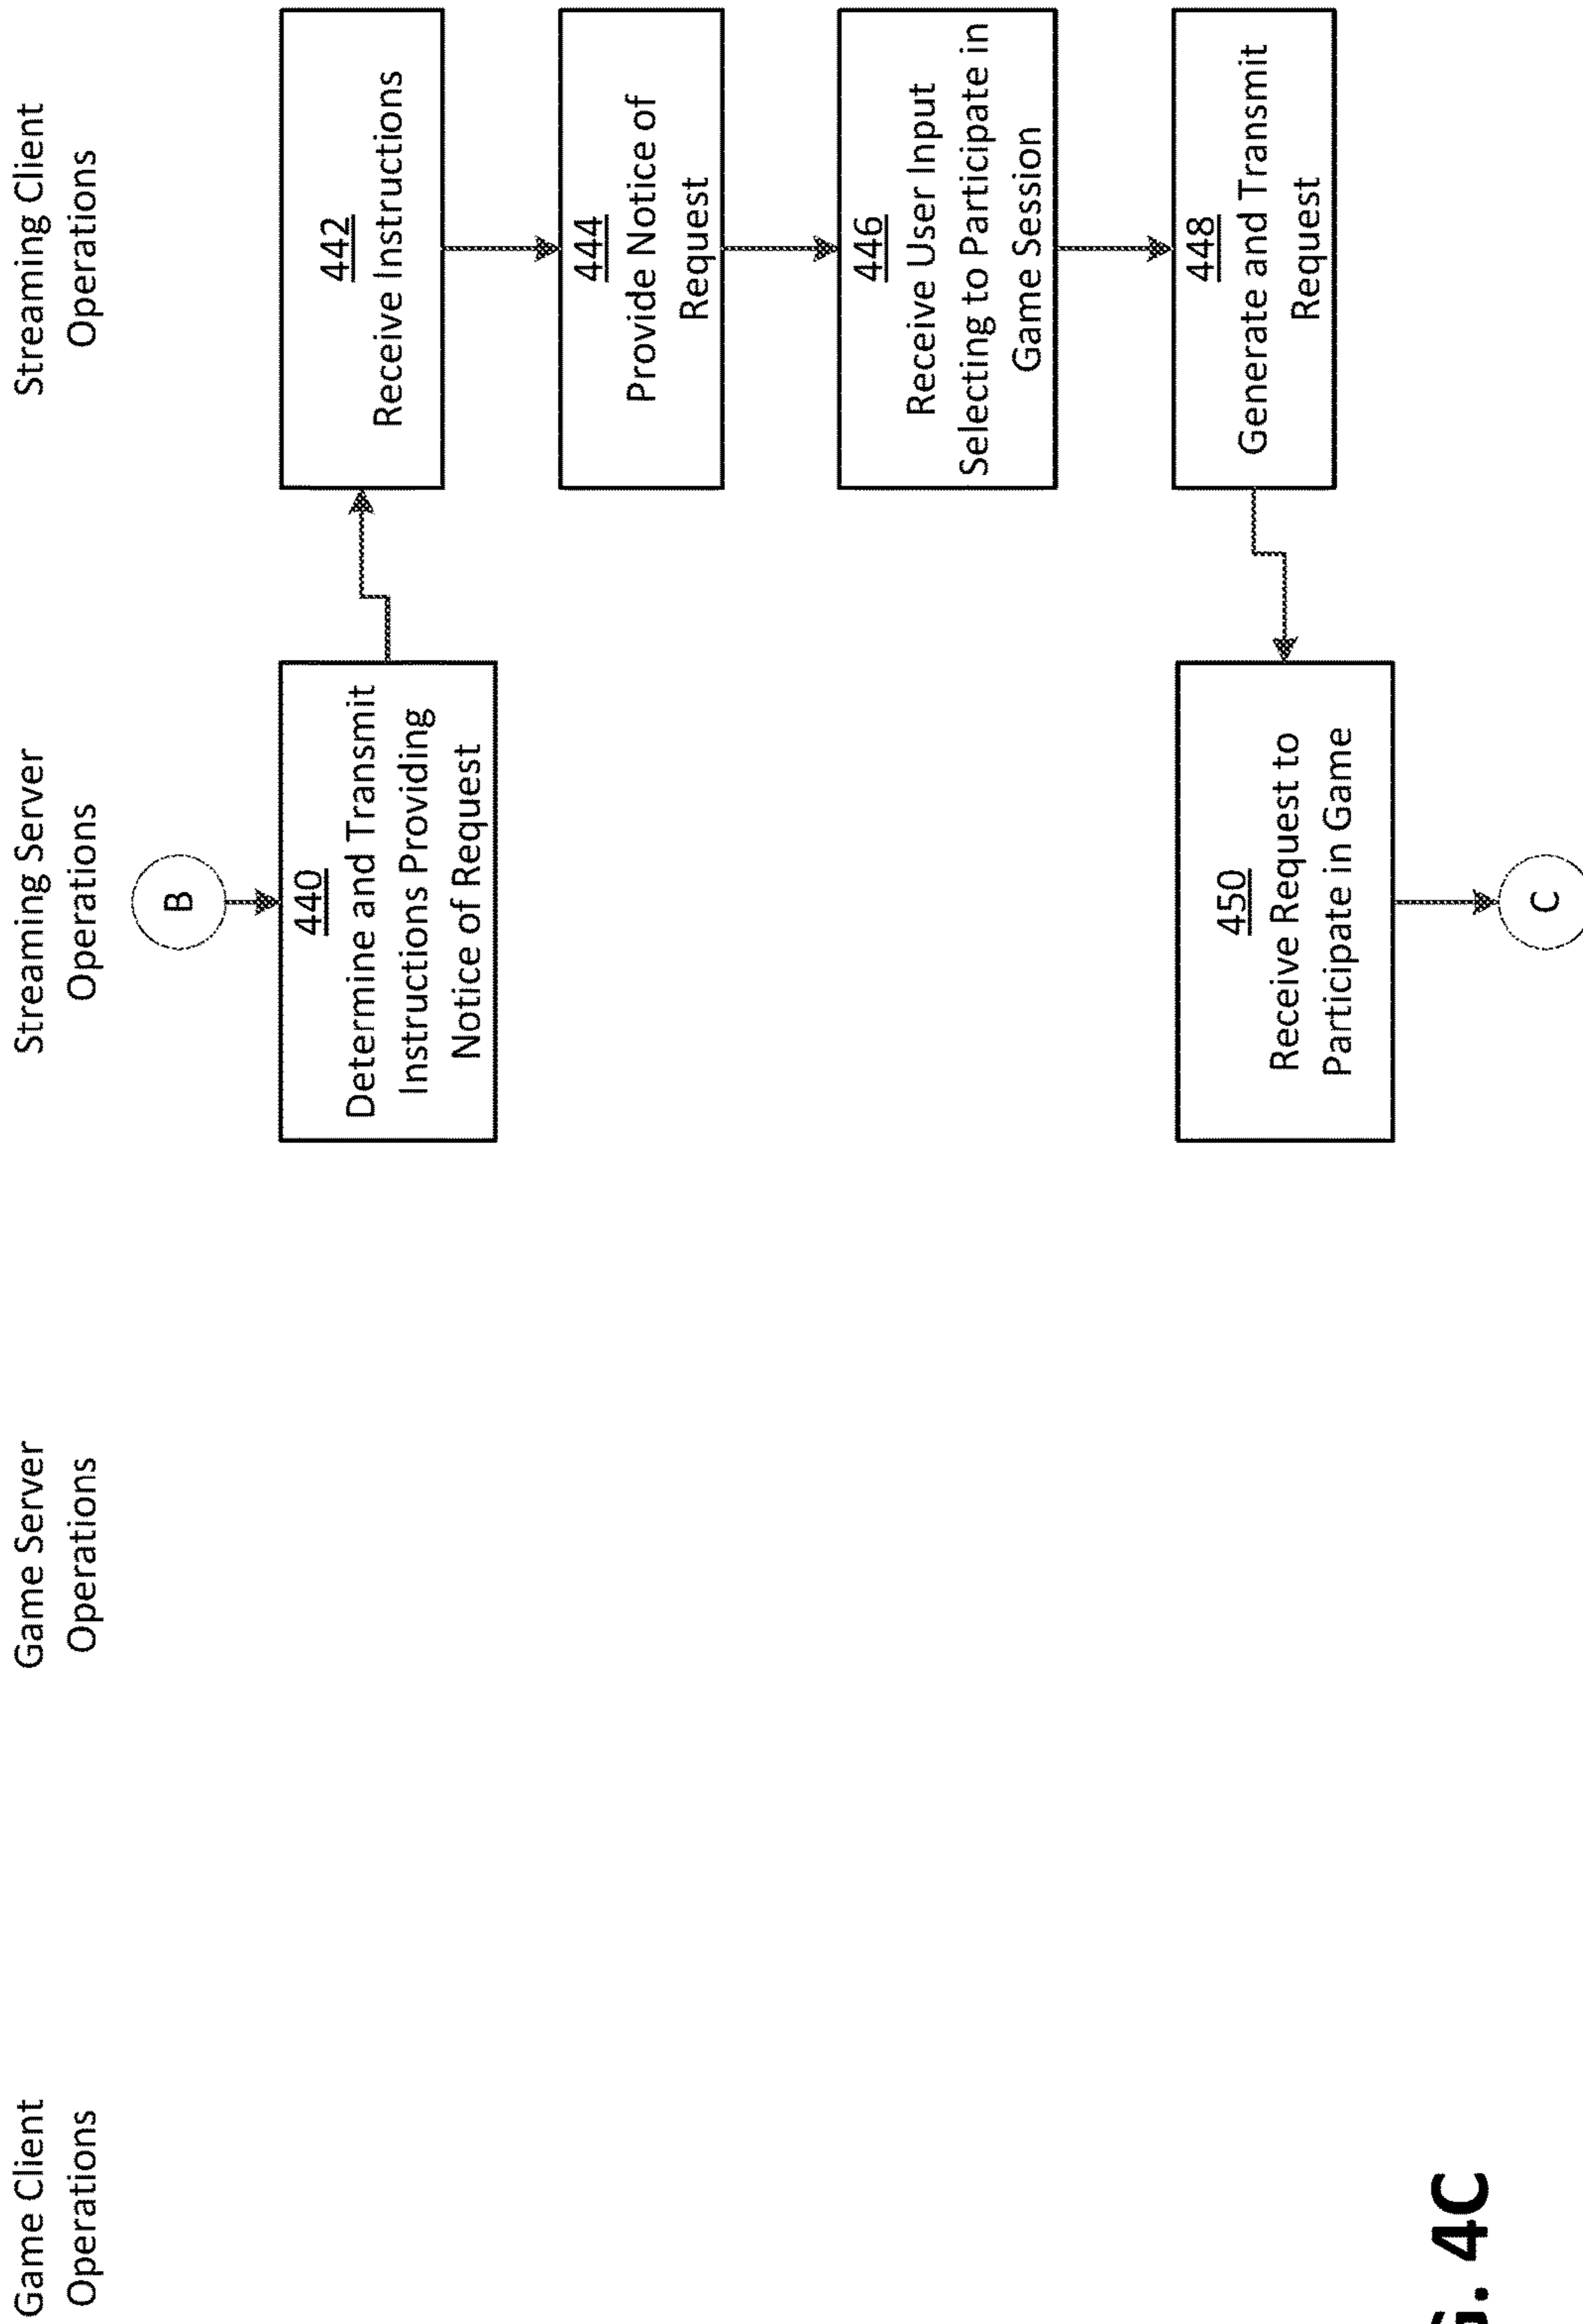 Game Client
Operations
Game Server
Operations
Streaming Server
Operations
Streaming Client
Operations
B
440
Determine and Transmit
Instructions Providing
Notice of Request
442
Receive Instructions
444
Provide Notice of
Request
446
Receive User Input
Selecting to Participate in
Game Session
448
Generate and Transmit
Request
450
Receive Request to
Participate in Game
C
G. 4C